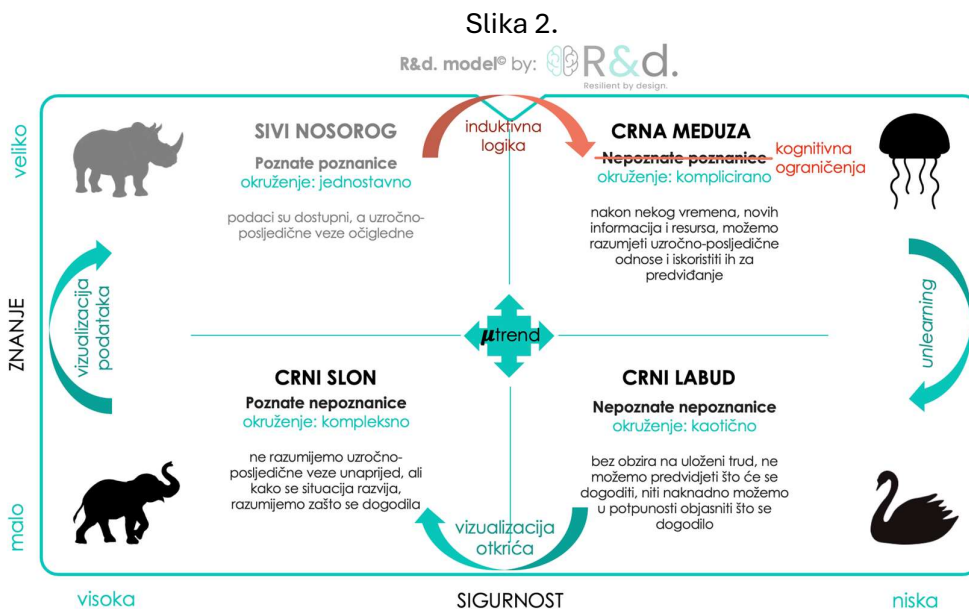 Slika 2.
R&d. model© by: R&d.
Resilient by design.
veliko
ZNANJE
malo
SIVI NOSOROG
Poznate poznanice
okruženje: jednostavno
podaci su dostupni, a uzročno-
posljedične veze očigledne
induktivna
logika
CRNA MEDUZA
Nepoznate poznanice
okruženje: komplicirano
kognitivna
ograničenja
nakon nekog vremena, novih
informacija i resursa, možemo
razumjeti uzročno-posljedične
odnose i iskoristiti ih za
predviđanje
vizualizacija
podataka
µtrend
unlearning
CRNI SLON
Poznate nepoznanice
okruženje: kompleksno
ne razumijemo uzročno-
posljedične veze unaprijed, ali
kako se situacija razvija,
razumijemo zašto se dogodila
CRNI LABUD
Nepoznate nepoznanice
okruženje: kaotično
bez obzira na uloženi trud, ne
možemo predvidjeti što će se
dogoditi, niti naknadno možemo
u potpunosti objasniti što se
dogodilo
vizualizacija
otkrića
visoka
SIGURNOST
niska